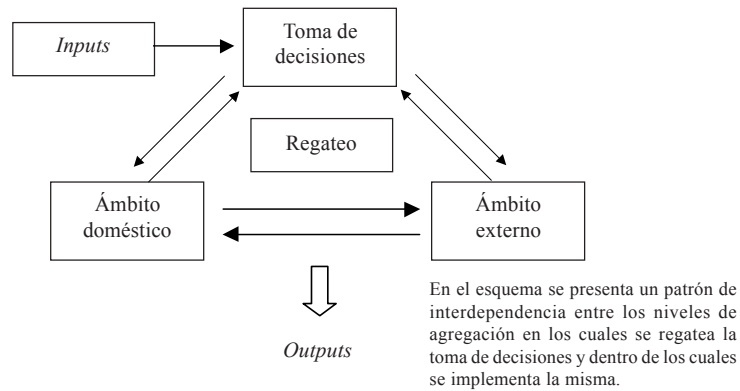 Inputs
Toma de
decisiones
Regateo
Ámbito
doméstico
Ámbito
externo
Outputs
En el esquema se presenta un patrón de
interdependencia entre los niveles de
agregación en los cuales se regatea la
toma de decisiones y dentro de los cuales
se implementa la misma.